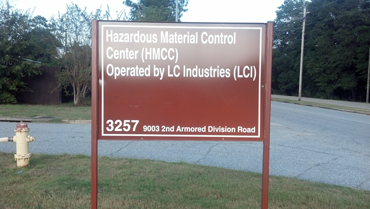 Hazardous Material Control
Center (HMCC)
Operated by LC Industries (LCI)
3257 9003 2nd Armored Division Road